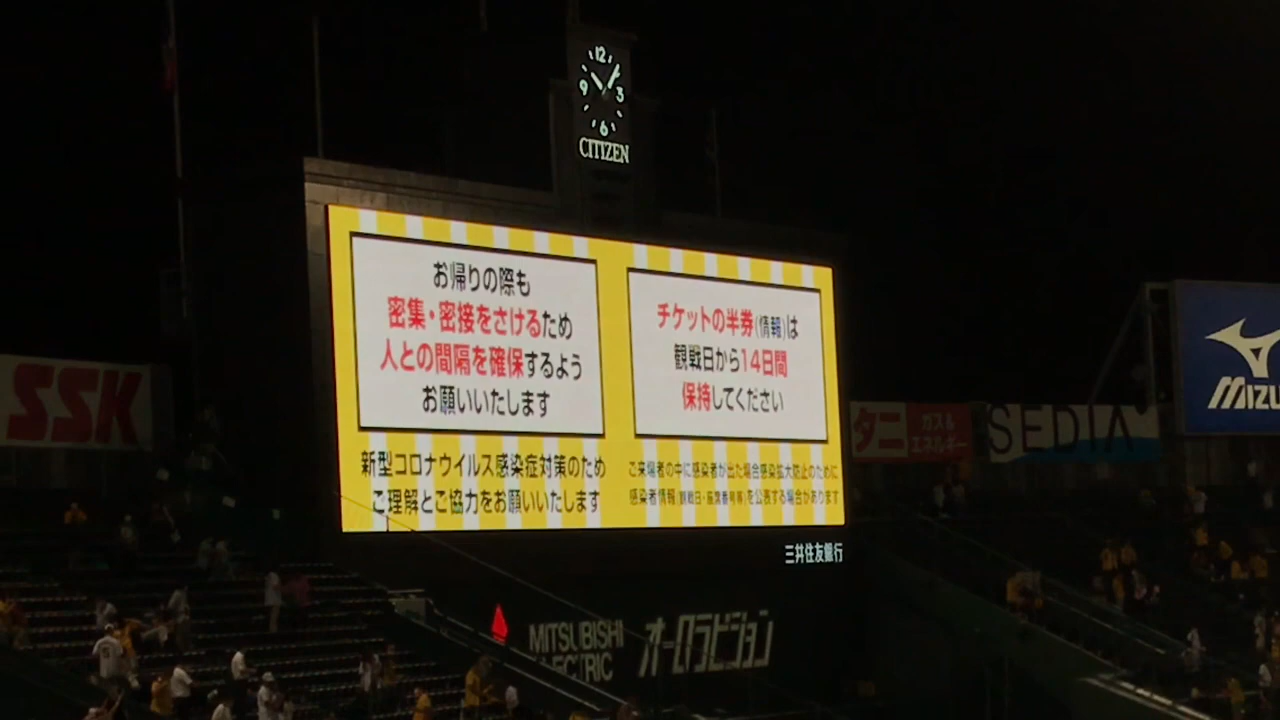 12
9
3
6
CITIZEN
お帰りの際も
密集・密接をさけるため
人との間隔を確保するよう
お願いいたします
新型コロナウイルス感染症対策のため
ご理解とご協力をお願いいたします
チケットの半券(情報)は
観戦日から14日間
保持してください
ご来場者の中に感染者が出た場合感染拡大防止のために
感染者情報(観戦日・座席番号等)を公表する場合があります
SSK
タニ
ガス&
エネルギー
SEDIA
MIZU
三井住友銀行
MITSUBISHI
ELECTRIC
オーロラビジョン